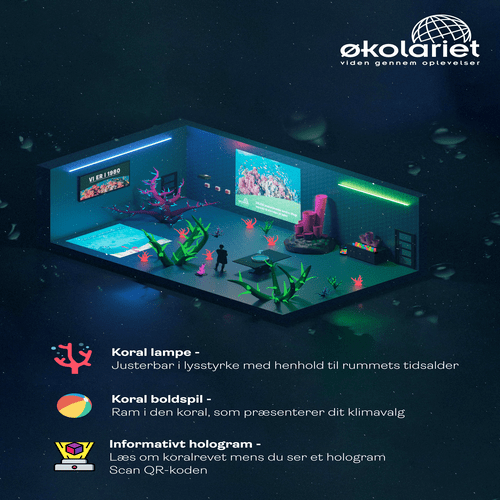 økolariet
viden gennem oplevelser
VI ER I 1980
Koral lampe -
Justerbar i lysstyrke med henhold til rummets tidsalder
Koral boldspil -
Ram i den koral, som præsenterer dit klimavalg
Informativt hologram -
Læs om koralrevet mens du ser et hologram
Scan QR-koden